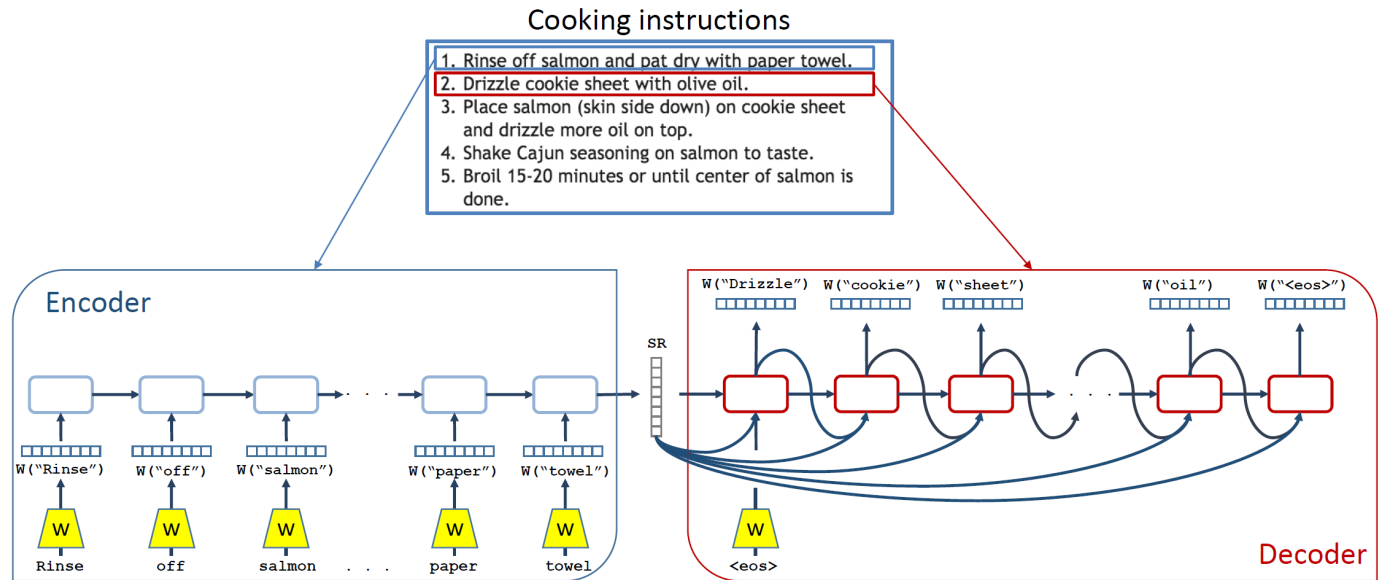 Cooking instructions
1. Rinse off salmon and pat dry with paper towel.
2. Drizzle cookie sheet with olive oil.
3. Place salmon (skin side down) on cookie sheet
and drizzle more oil on top.
4. Shake Cajun seasoning on salmon to taste.
5. Broil 15-20 minutes or until center of salmon is
done.
Encoder
W("Rinse") W("off") W("salmon") W("paper") W("towel")
W W W W W
Rinse off salmon . . . paper towel
. . .
SR
W("Drizzle") W("cookie") W("sheet") W("oil") W("<eos>")
. . .
W
<eos>
Decoder